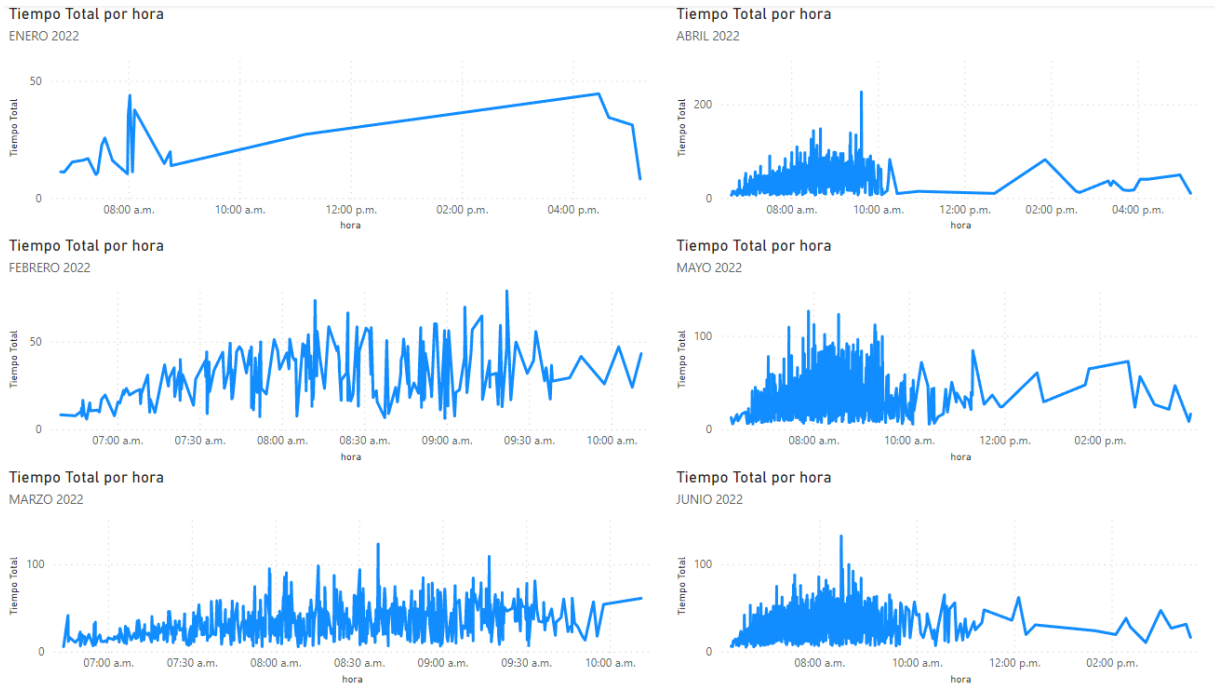 Tiempo Total por hora
ENERO 2022
Tiempo Total
50
0
08:00 a.m. 10:00 a.m. 12:00 p.m. 02:00 p.m. 04:00 p.m.
hora
Tiempo Total por hora
FEBRERO 2022
Tiempo Total
50
0
07:00 a.m. 07:30 a.m. 08:00 a.m. 08:30 a.m. 09:00 a.m. 09:30 a.m. 10:00 a.m.
hora
Tiempo Total por hora
MARZO 2022
Tiempo Total
100
0
07:00 a.m. 07:30 a.m. 08:00 a.m. 08:30 a.m. 09:00 a.m. 09:30 a.m. 10:00 a.m.
hora
Tiempo Total por hora
ABRIL 2022
Tiempo Total
200
100
0
08:00 a.m. 10:00 a.m. 12:00 p.m. 02:00 p.m. 04:00 p.m.
hora
Tiempo Total por hora
MAYO 2022
Tiempo Total
100
0
08:00 a.m. 10:00 a.m. 12:00 p.m. 02:00 p.m.
hora
Tiempo Total por hora
JUNIO 2022
Tiempo Total
100
0
08:00 a.m. 10:00 a.m. 12:00 p.m. 02:00 p.m.
hora